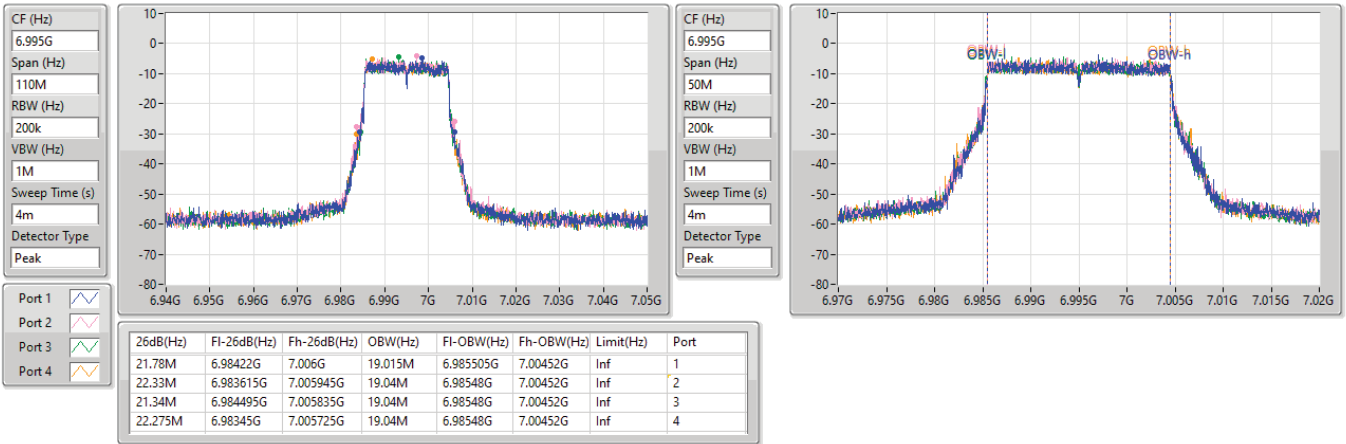 CF (Hz)
6.995G
Span (Hz)
110M
RBW (Hz)
200k
VBW (Hz)
1M
Sweep Time (s)
4m
Detector Type
Peak
10-
0-
-10-
-20-
-30-
-40-
-50-
-60-
-70-
-80-
6.94G 6.95G 6.96G 6.97G 6.98G 6.99G 7G 7.01G 7.02G 7.03G 7.04G 7.05G
CF (Hz)
6.995G
Span (Hz)
50M
RBW (Hz)
200k
VBW (Hz)
1M
Sweep Time (s)
4m
Detector Type
Peak
10-
0-
-10-
-20-
-30-
-40-
-50-
-60-
-70-
-80-
OBW-l OBW-h
6.97G 6.975G 6.98G 6.985G 6.99G 6.995G 7G 7.005G 7.01G 7.015G 7.02G
Port 1
Port 2
Port 3
Port 4
26dB(Hz) Fl-26dB(Hz) Fh-26dB(Hz) OBW(Hz) Fl-OBW(Hz) Fh-OBW(Hz) Limit(Hz) Port
21.78M 6.98422G 7.006G 19.015M 6.985505G 7.00452G Inf 1
22.33M 6.983615G 7.005945G 19.04M 6.98548G 7.00452G Inf 2
21.34M 6.984495G 7.005835G 19.04M 6.98548G 7.00452G Inf 3
22.275M 6.98345G 7.005725G 19.04M 6.98548G 7.00452G Inf 4